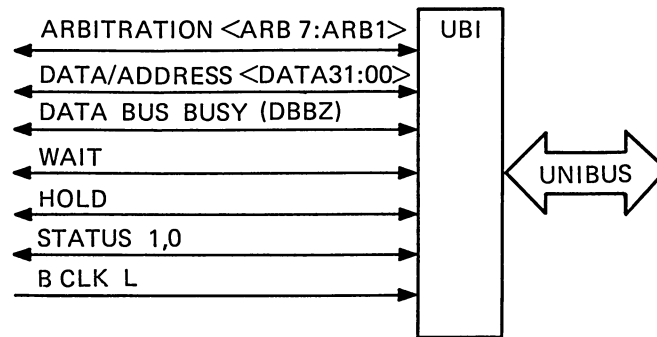 ARBITRATION <ARB 7:ARB1>
UBI
DATA/ADDRESS <DATA31:00>
DATA BUS BUSY (DBBZ)
WAIT
UNIBUS
HOLD
STATUS 1,0
B CLK L